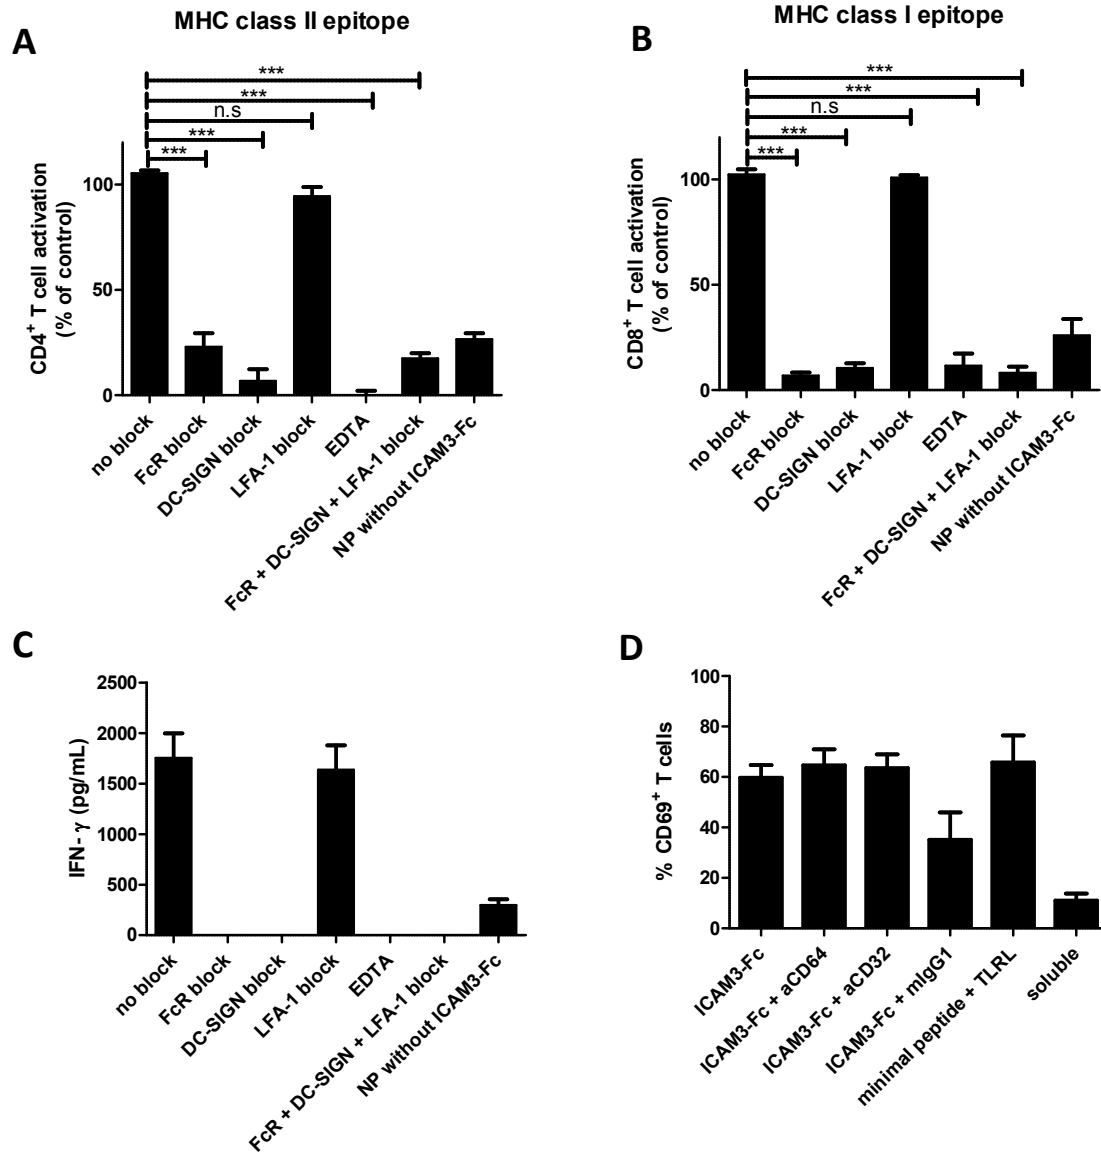 A
MHC class II epitope
***
***
n.s
***
***
CD4+ T cell activation
(% of control)
100
50
0
no block
FcR block
DC-SIGN block
LFA-1 block
EDTA
FcR + DC-SIGN + LFA-1 block
NP without ICAM3-Fc
B
MHC class I epitope
***
***
n.s
***
***
CD8+ T cell activation
(% of control)
100
50
0
no block
FcR block
DC-SIGN block
LFA-1 block
EDTA
FcR + DC-SIGN + LFA-1 block
NP without ICAM3-Fc
C
IFN- γ (pg/mL)
2500
2000
1500
1000
500
0
no block
FcR block
DC-SIGN block
LFA-1 block
EDTA
FcR + DC-SIGN + LFA-1 block
NP without ICAM3-Fc
D
% CD69+ T cells
100
80
60
40
20
0
ICAM3-Fc
ICAM3-Fc + aCD64
ICAM3-Fc + aCD32
ICAM3-Fc + mIgG1
minimal peptide + TLRL
soluble